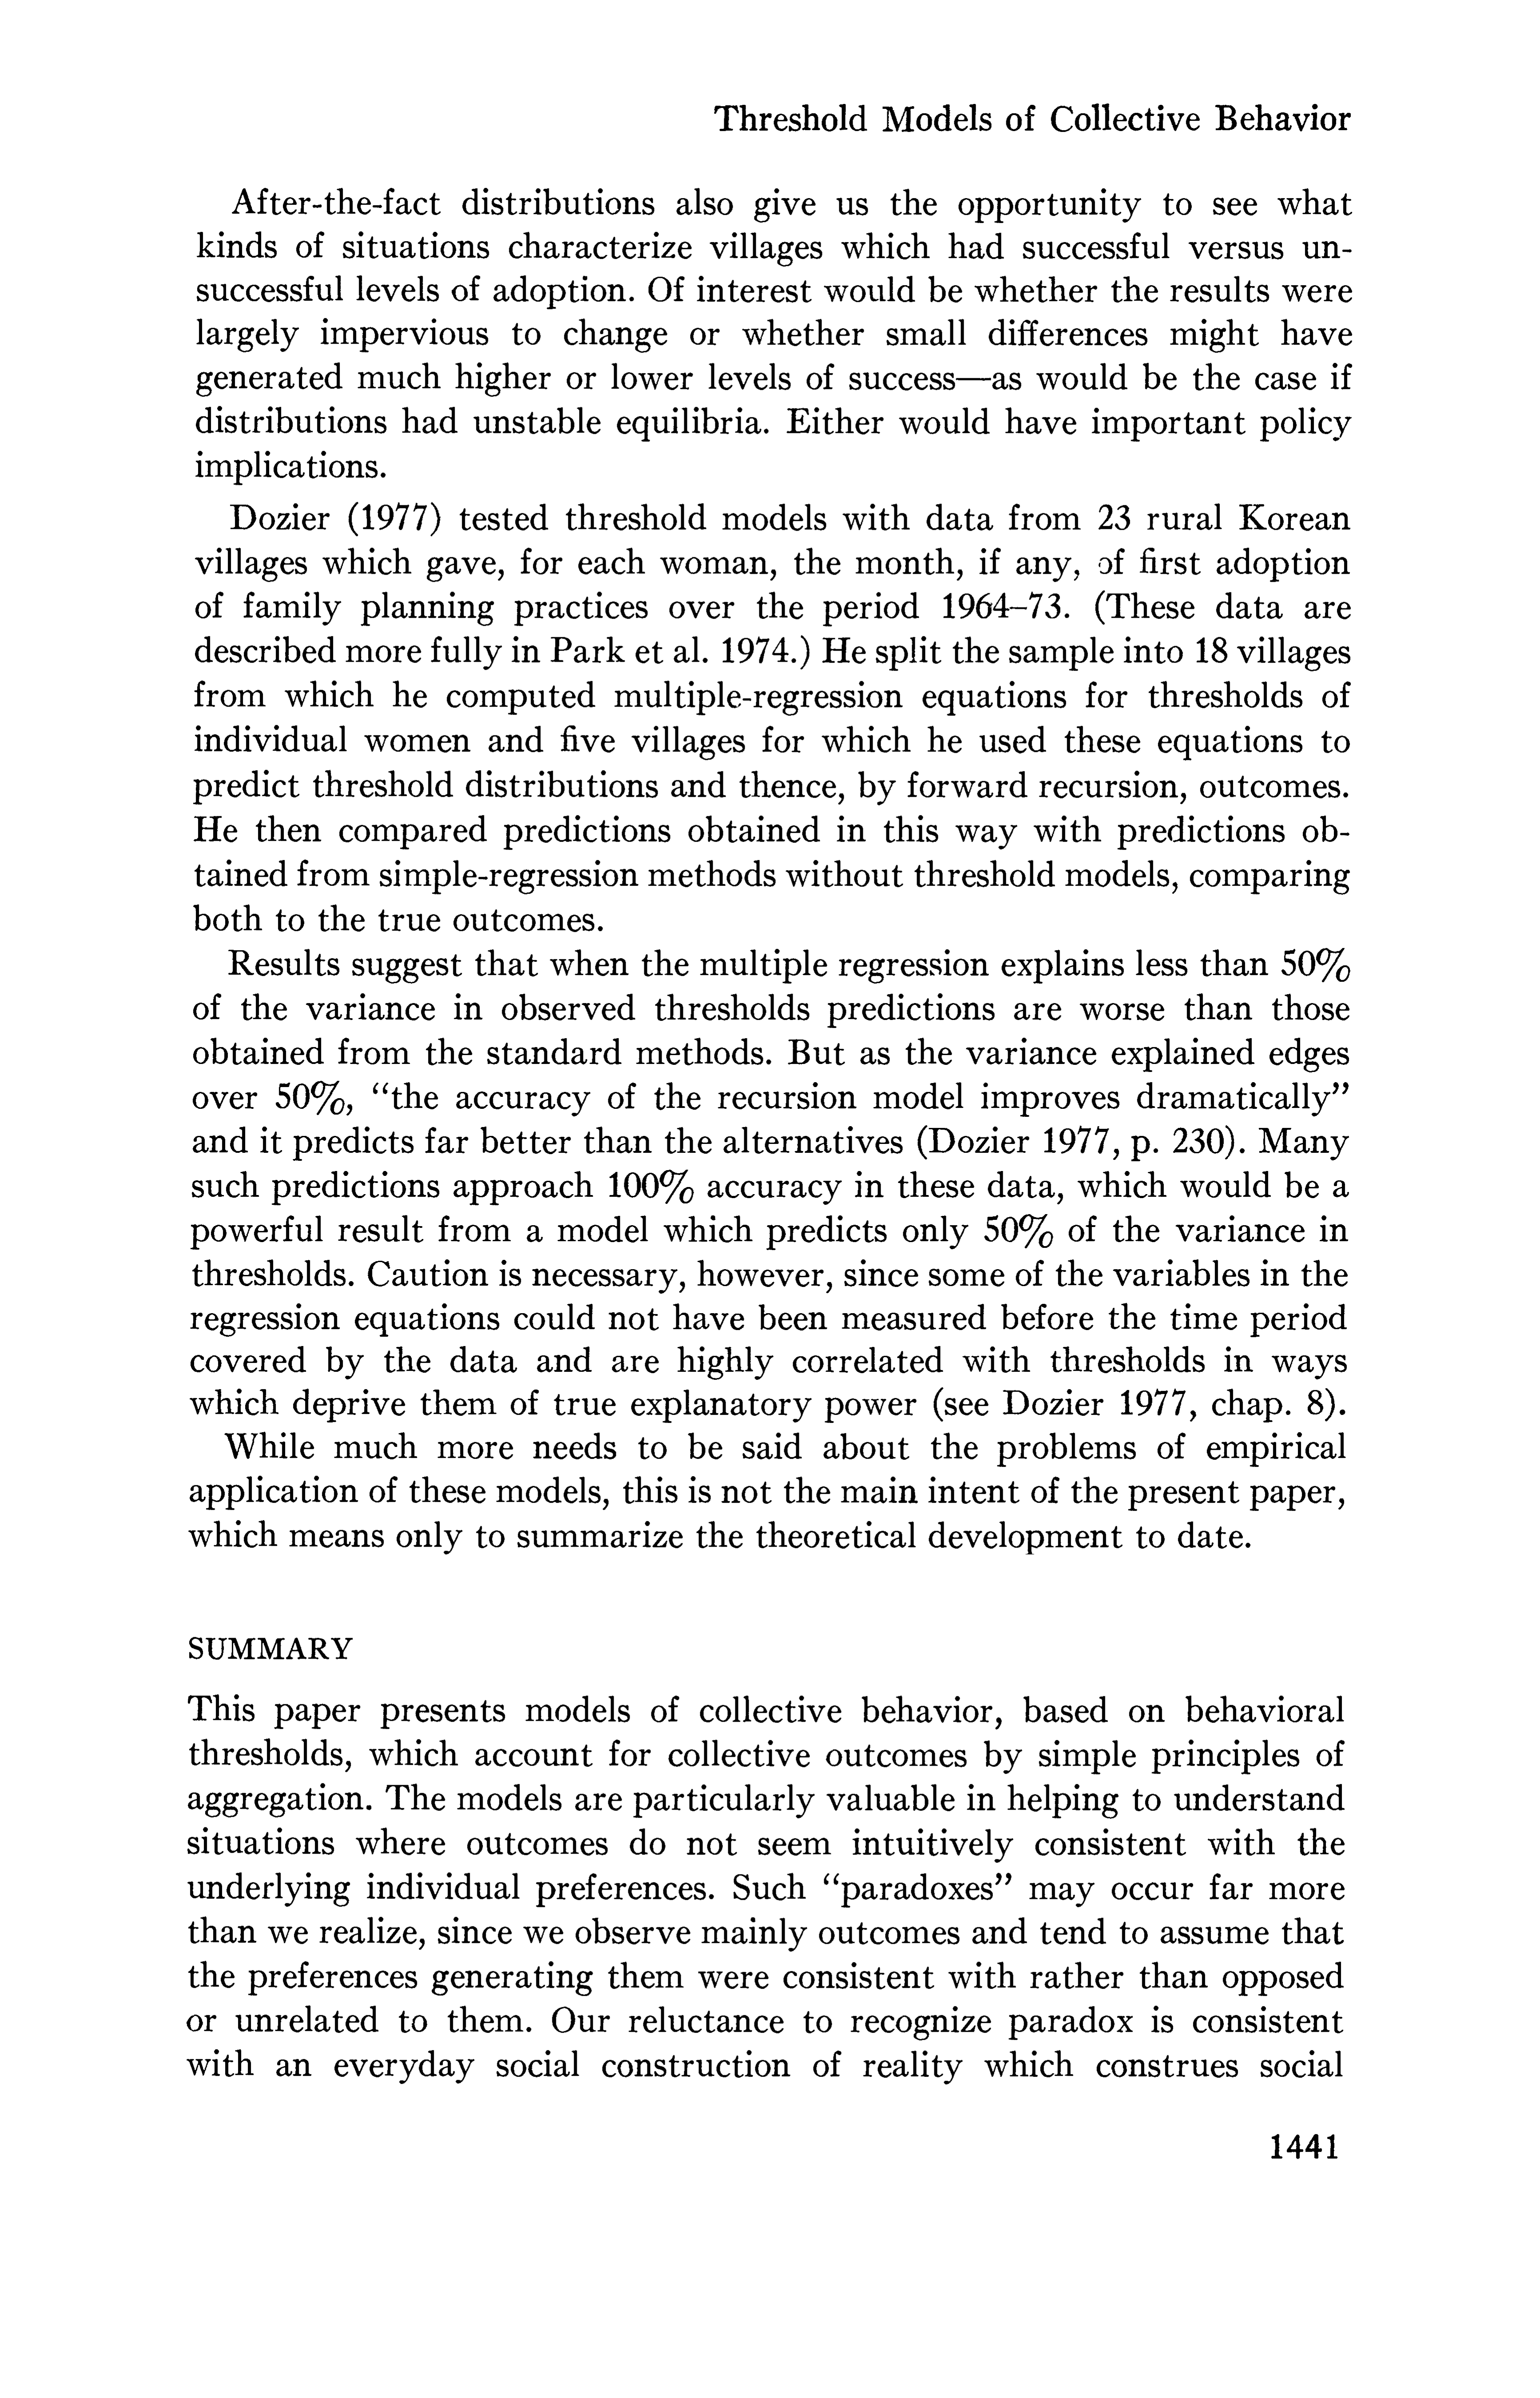 Threshold Models of Collective Behavior
After-the-fact distributions also give us the opportunity to see what
kinds of situations characterize villages which had successful versus un-
successful levels of adoption. Of interest would be whether the results were
largely impervious to change or whether small differences might have
generated much higher or lower levels of success—as would be the case if
distributions had unstable equilibria. Either would have important policy
implications.
Dozier (1977) tested threshold models with data from 23 rural Korean
villages which gave, for each woman, the month, if any, of first adoption
of family planning practices over the period 1964–73. (These data are
described more fully in Park et al. 1974.) He split the sample into 18 villages
from which he computed multiple-regression equations for thresholds of
individual women and five villages for which he used these equations to
predict threshold distributions and thence, by forward recursion, outcomes.
He then compared predictions obtained in this way with predictions ob-
tained from simple-regression methods without threshold models, comparing
both to the true outcomes.
Results suggest that when the multiple regression explains less than 50%
of the variance in observed thresholds predictions are worse than those
obtained from the standard methods. But as the variance explained edges
over 50%, “the accuracy of the recursion model improves dramatically”
and it predicts far better than the alternatives (Dozier 1977, p. 230). Many
such predictions approach 100% accuracy in these data, which would be a
powerful result from a model which predicts only 50% of the variance in
thresholds. Caution is necessary, however, since some of the variables in the
regression equations could not have been measured before the time period
covered by the data and are highly correlated with thresholds in ways
which deprive them of true explanatory power (see Dozier 1977, chap. 8).
While much more needs to be said about the problems of empirical
application of these models, this is not the main intent of the present paper,
which means only to summarize the theoretical development to date.
SUMMARY
This paper presents models of collective behavior, based on behavioral
thresholds, which account for collective outcomes by simple principles of
aggregation. The models are particularly valuable in helping to understand
situations where outcomes do not seem intuitively consistent with the
underlying individual preferences. Such “paradoxes” may occur far more
than we realize, since we observe mainly outcomes and tend to assume that
the preferences generating them were consistent with rather than opposed
or unrelated to them. Our reluctance to recognize paradox is consistent
with an everyday social construction of reality which construes social
1441